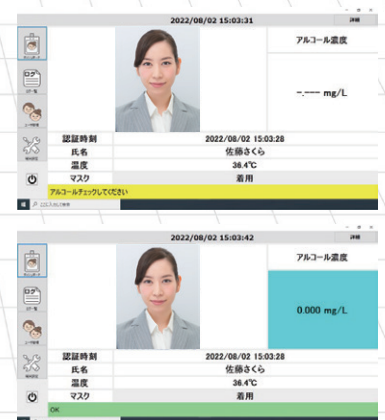 2022/08/02 15:03:31
詳細
アルコール濃度
-.--- mg/L
ログ
認証時刻 2022/08/02 15:03:28
氏名 佐藤さくら
温度 36.4℃
マスク 着用
アルコールチェックしてください
2022/08/02 15:03:42
詳細
アルコール濃度
0.000 mg/L
ログ
認証時刻 2022/08/02 15:03:28
氏名 佐藤さくら
温度 36.4℃
マスク 着用
OK